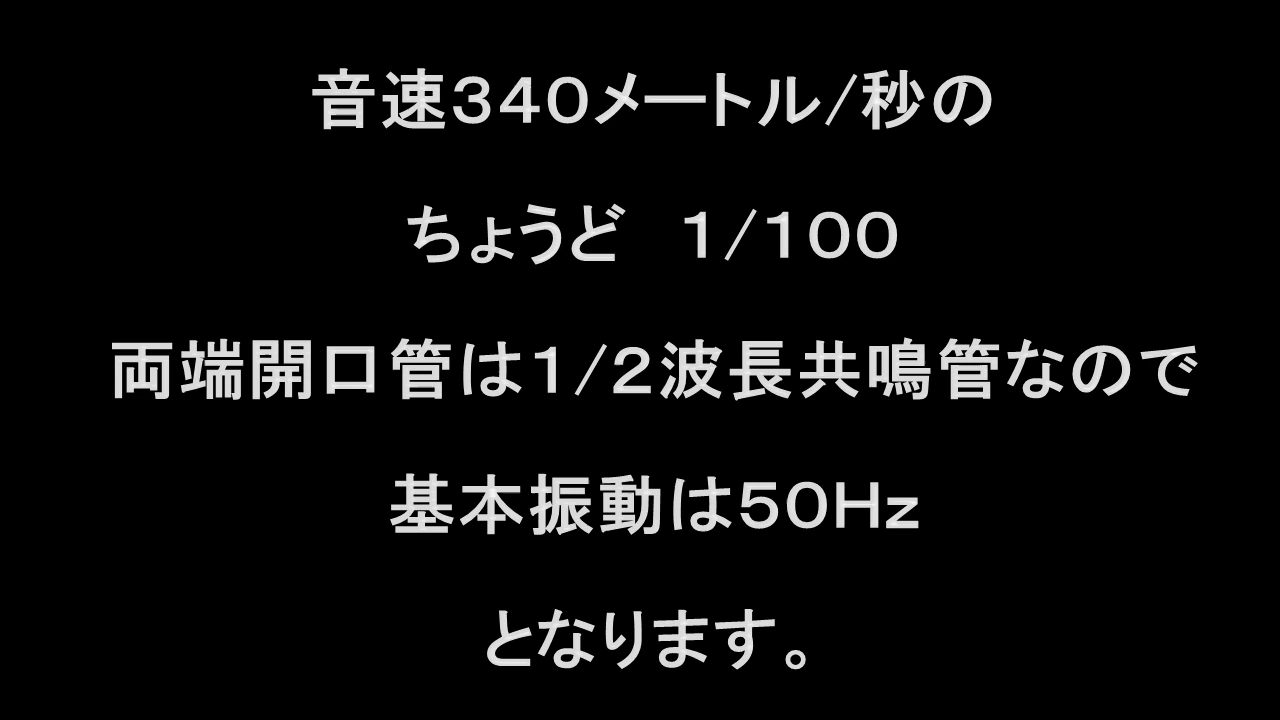 音速３４０メートル/秒の
ちょうど　１/１００
両端開口管は１/２波長共鳴管なので
基本振動は５０Ｈｚ
となります。